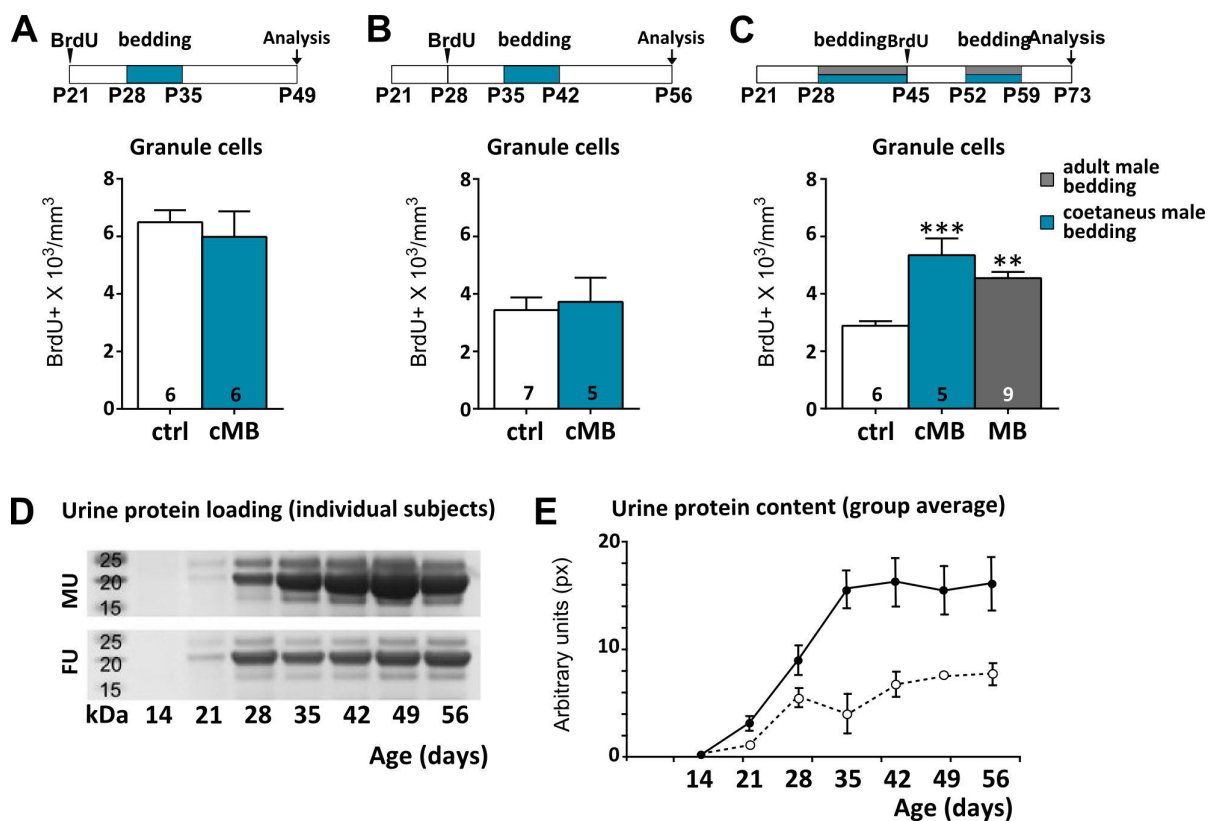 A
BrdU bedding Analysis
P21 P28 P35 P49
Granule cells
BrdU+ X 10³/mm³
8
6
4
2
0
6 6
ctrl cMB
B
BrdU bedding Analysis
P21 P28 P35 P42 P56
Granule cells
BrdU+ X 10³/mm³
8
6
4
2
0
7 5
ctrl cMB
C
bedding BrdU bedding Analysis
P21 P28 P45 P52 P59 P73
Granule cells
BrdU+ X 10³/mm³
8
6
4
2
0
*** **
6 5 9
ctrl cMB MB
adult male
bedding
coetaneus male
bedding
D Urine protein loading (individual subjects)
MU
25
20
15
FU
25
20
15
kDa 14 21 28 35 42 49 56
Age (days)
E Urine protein content (group average)
Arbitrary units (px)
20
10
0
14 21 28 35 42 49 56
Age (days)